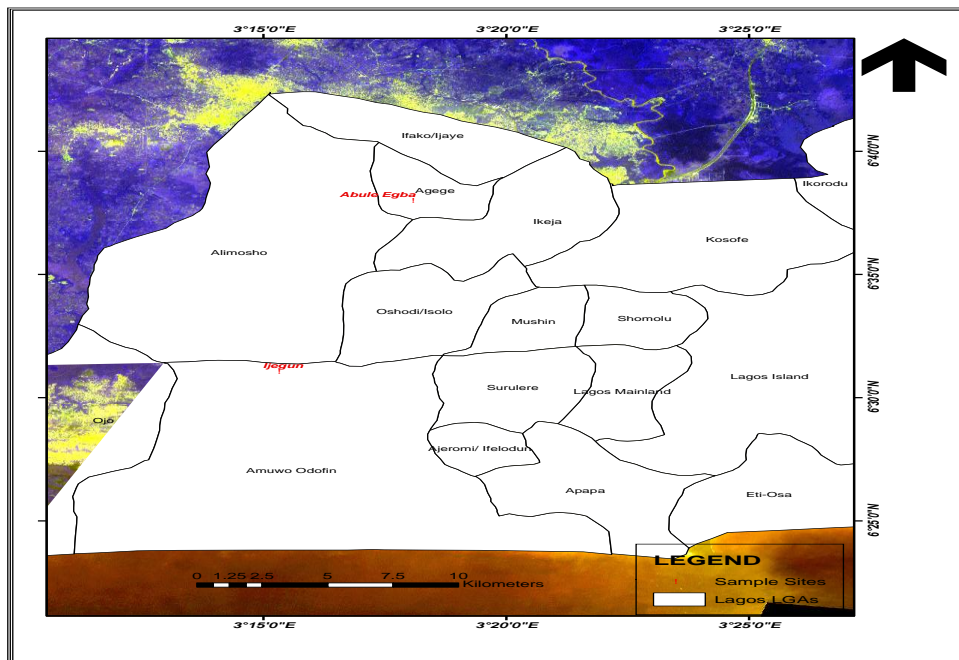 3°15'0"E 3°20'0"E 3°25'0"E
Ifako/Ijaye
6°40'0"N
Ikorodu
Agege
Abule Egba
Ikeja
Kosofe
Alimosho
6°35'0"N
Oshodi/Isolo
Mushin
Shomolu
Ijegun
Lagos Island
Surulere
Lagos Mainland
6°30'0"N
Ojo
Ajeromi/ Ifelodun
Amuwo Odofin
Apapa
Eti-Osa
6°25'0"N
LEGEND
Sample Sites
Lagos LGAs
0 1.25 2.5 5 7.5 10
Kilometers
3°15'0"E 3°20'0"E 3°25'0"E